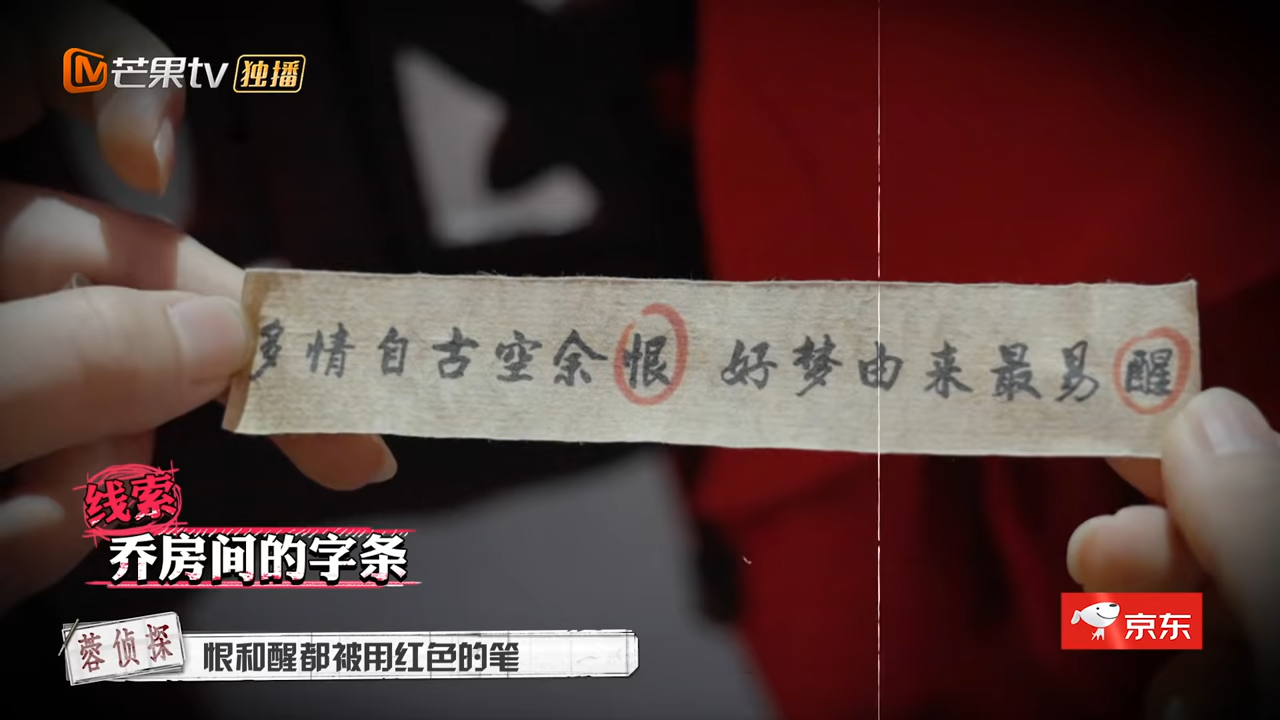 芒果tv 独播
多情自古空余恨 好梦由来最易醒
线索
乔房间的字条
蓉侦探 恨和醒都被用红色的笔
京东